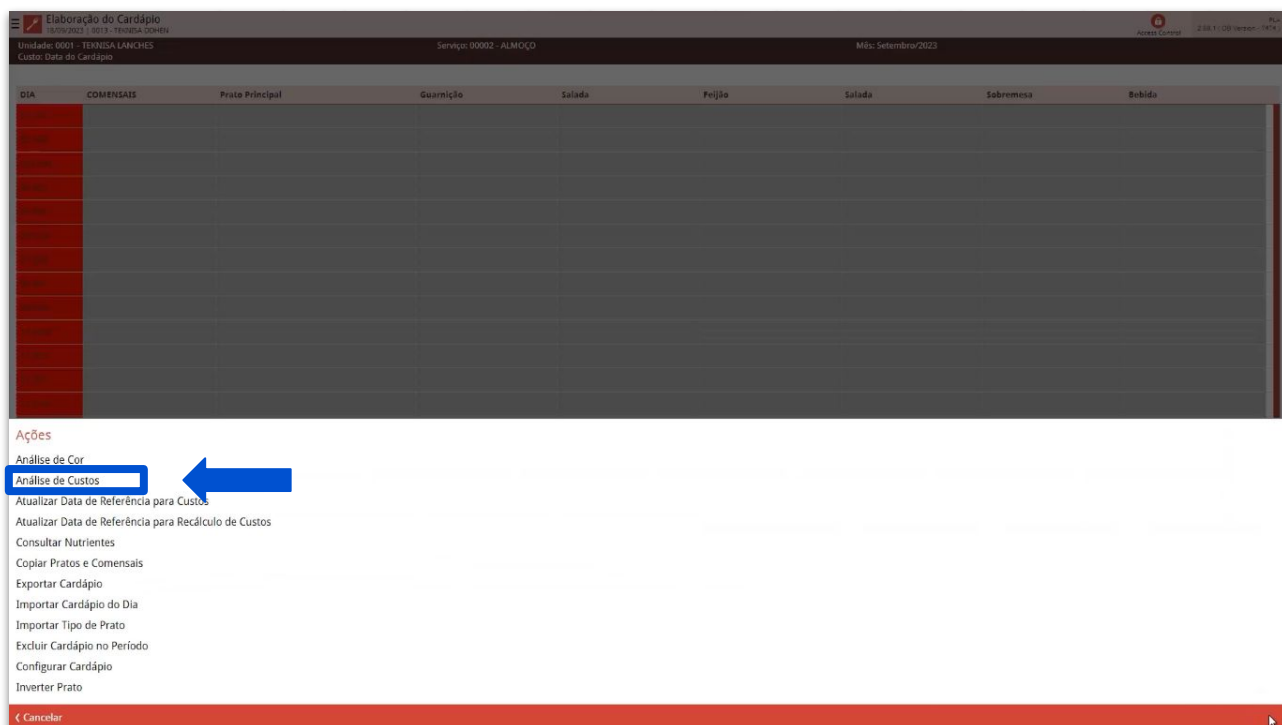 Elaboração do Cardápio
18/09/2023 | 0013 - TEKNISA ODHEN
Access Control
Unidade: 0001 - TEKNISA LANCHES
Serviço: 00002 - ALMOÇO
Mês: Setembro/2023
Custo: Data do Cardápio
DIA COMENSAIS Prato Principal Guarnição Salada Feijão Salada Sobremesa Bebida
Ações
Análise de Cor
Análise de Custos
Atualizar Data de Referência para Custos
Atualizar Data de Referência para Recálculo de Custos
Consultar Nutrientes
Copiar Pratos e Comensais
Exportar Cardápio
Importar Cardápio do Dia
Importar Tipo de Prato
Excluir Cardápio no Período
Configurar Cardápio
Inverter Prato
Cancelar